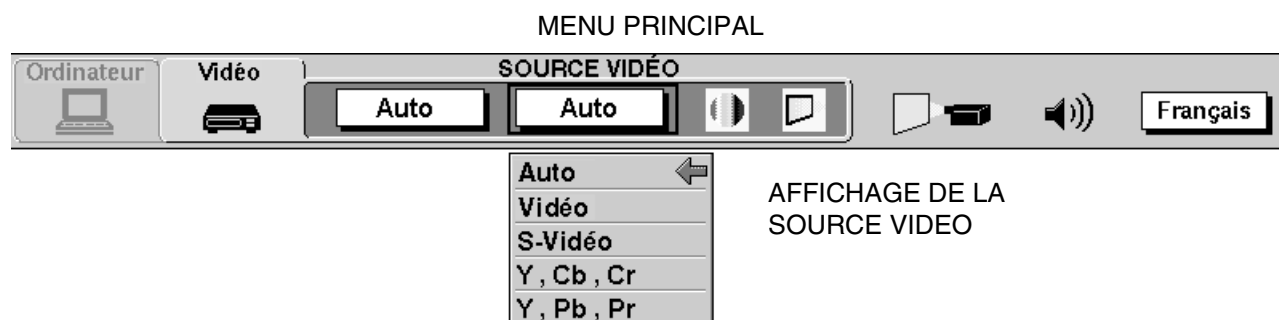 MENU PRINCIPAL
Ordinateur
Vidéo
SOURCE VIDÉO
Auto
Auto
Français
Auto
Vidéo
S-Vidéo
Y , Cb , Cr
Y , Pb , Pr
AFFICHAGE DE LA
SOURCE VIDEO